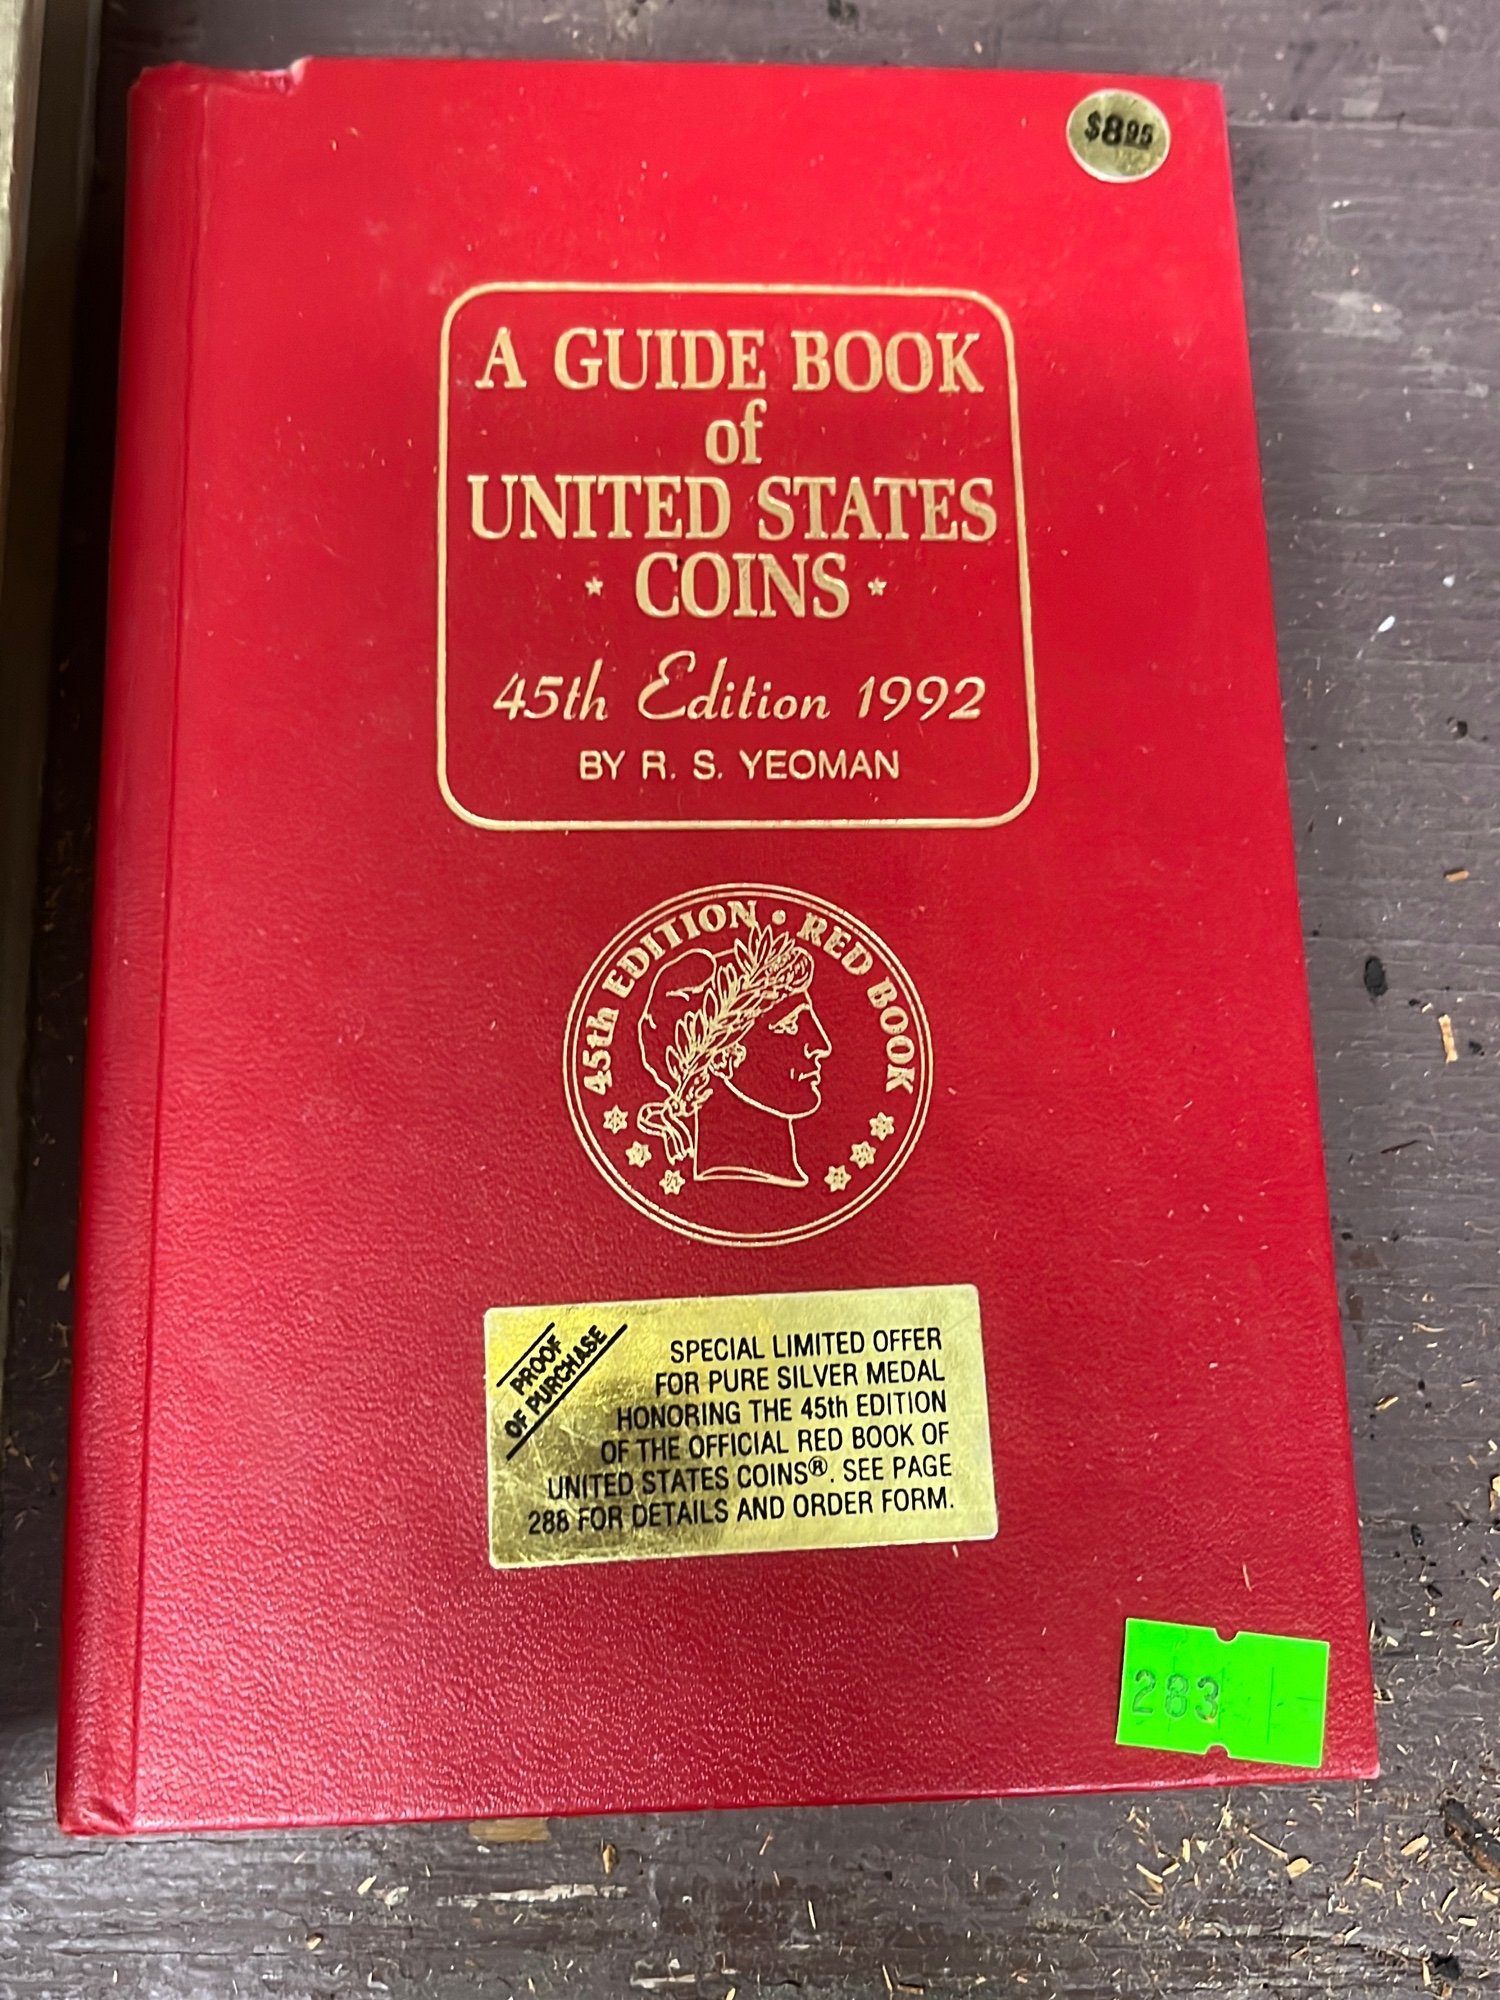 $8.95
A GUIDE BOOK
of
UNITED STATES
* COINS *
45th Edition 1992
BY R. S. YEOMAN
45th EDITION • RED BOOK
PROOF
OF PURCHASE
SPECIAL LIMITED OFFER
FOR PURE SILVER MEDAL
HONORING THE 45th EDITION
OF THE OFFICIAL RED BOOK OF
UNITED STATES COINS®. SEE PAGE
288 FOR DETAILS AND ORDER FORM.
283